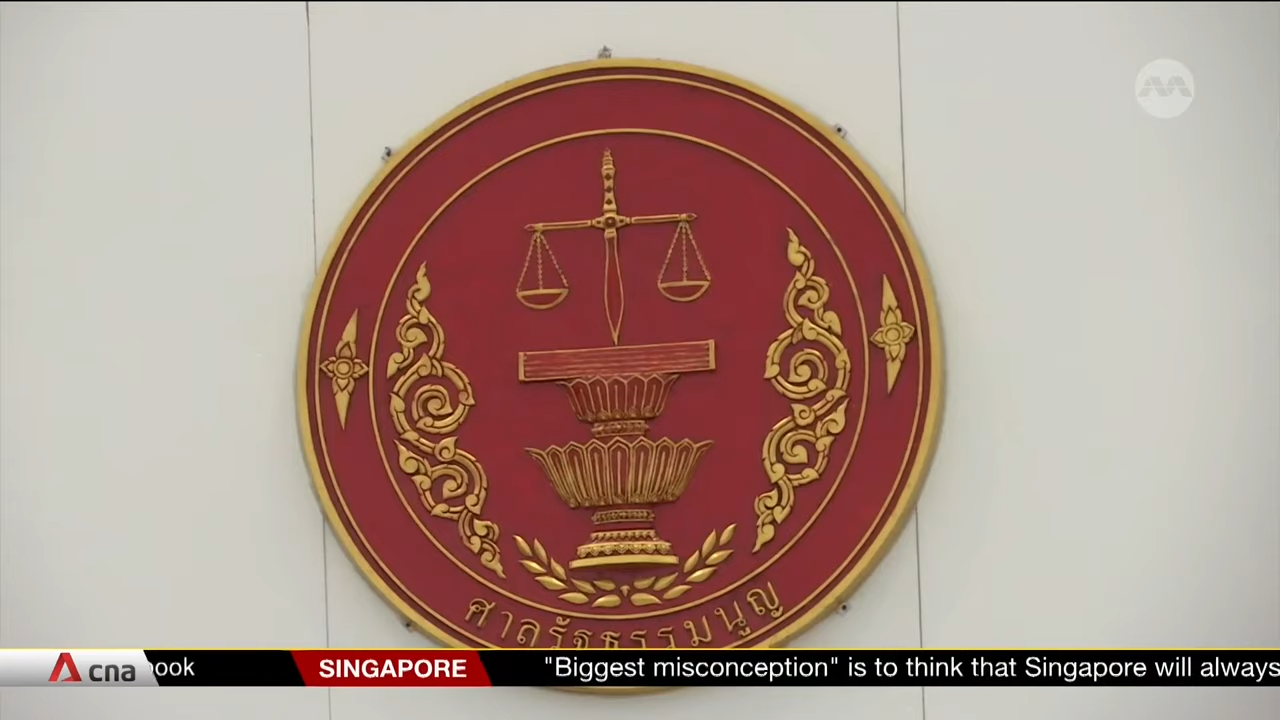 ศาลรัฐธรรมนูญ
cna
ook
SINGAPORE
"Biggest misconception" is to think that Singapore will always